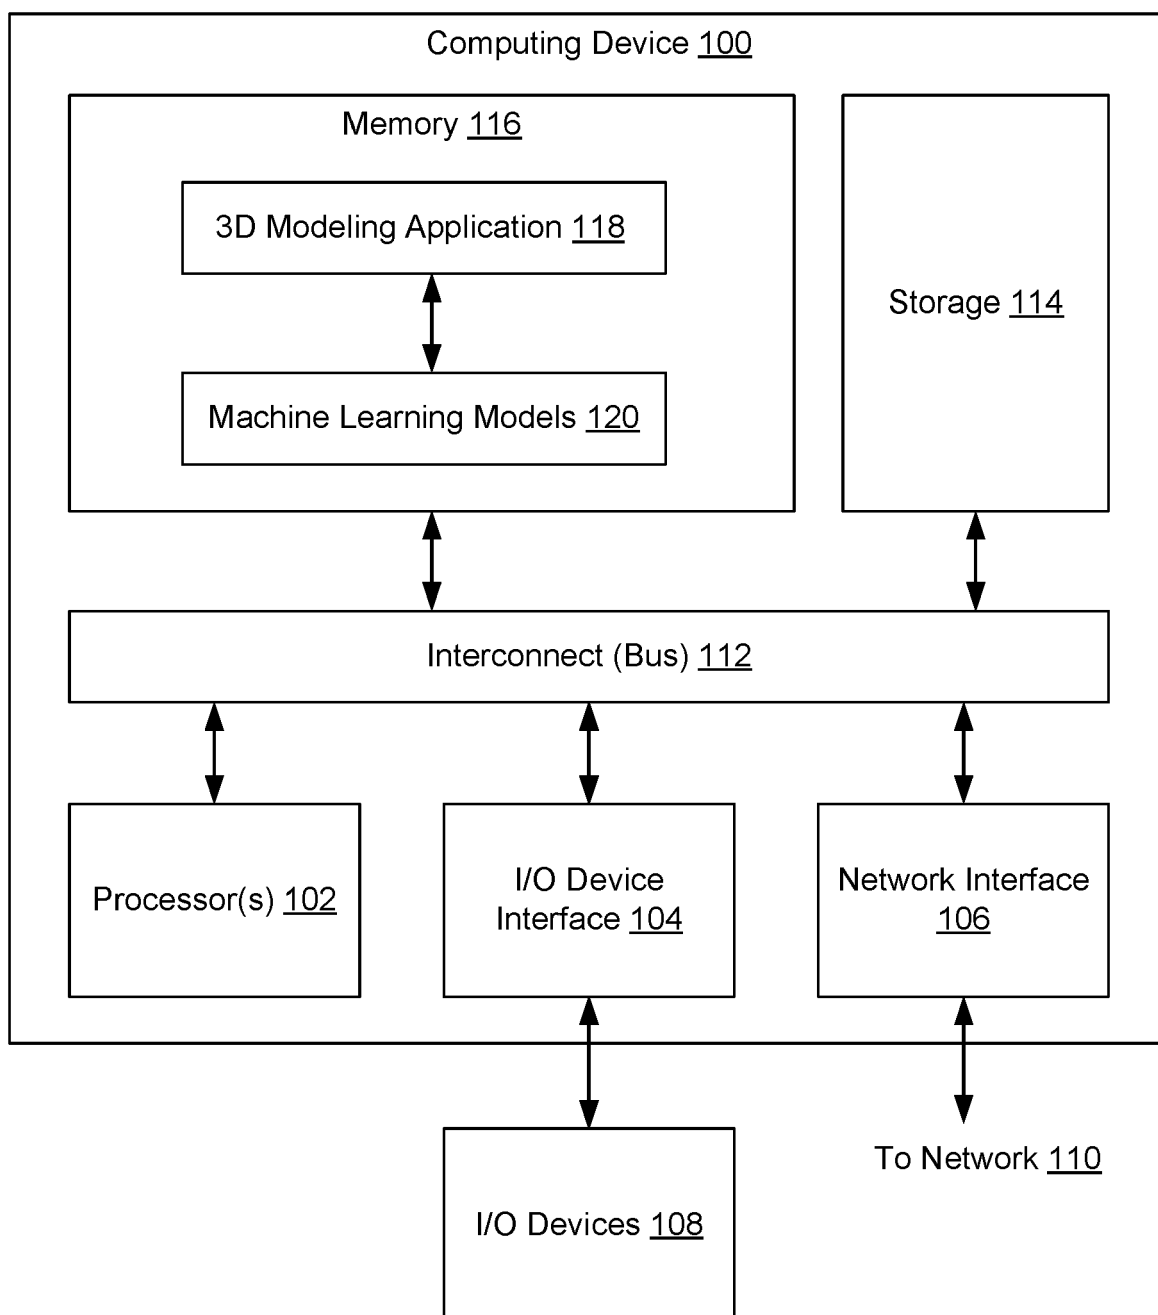 Computing Device 100
Memory 116
3D Modeling Application 118
Machine Learning Models 120
Storage 114
Interconnect (Bus) 112
Processor(s) 102
I/O Device
Interface 104
Network Interface
106
I/O Devices 108
To Network 110